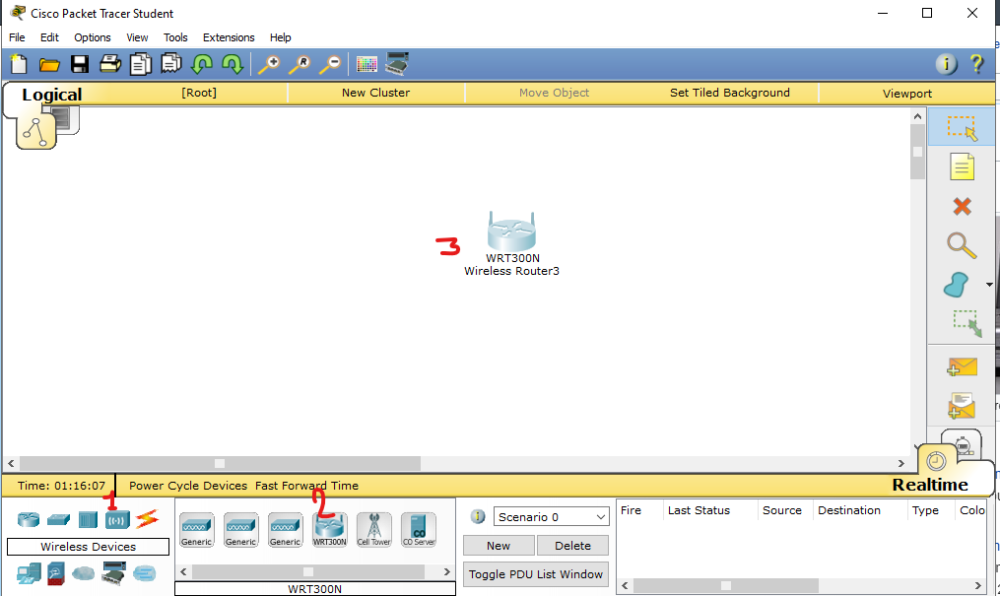 Cisco Packet Tracer Student
File Edit Options View Tools Extensions Help
Logical [Root] New Cluster Move Object Set Tiled Background Viewport
3
WRT300N
Wireless Router3
Time: 01:16:07 Power Cycle Devices Fast Forward Time Realtime
1 2
Wireless Devices
Generic Generic Generic WRT300N Cell Tower CO Server
WRT300N
Scenario 0
New Delete
Toggle PDU List Window
Fire Last Status Source Destination Type Colo